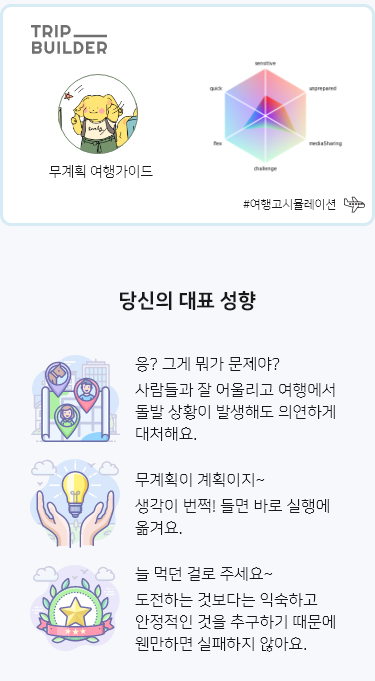 TRIP
BUILDER
sensitive
quick
unprepared
flex
mediaSharing
challenge
무계획 여행가이드
#여행고시뮬레이션
당신의 대표 성향
응? 그게 뭐가 문제야?
사람들과 잘 어울리고 여행에서
돌발 상황이 발생해도 의연하게
대처해요.
무계획이 계획이지~
생각이 번쩍! 들면 바로 실행에
옮겨요.
늘 먹던 걸로 주세요~
도전하는 것보다는 익숙하고
안정적인 것을 추구하기 때문에
웬만하면 실패하지 않아요.